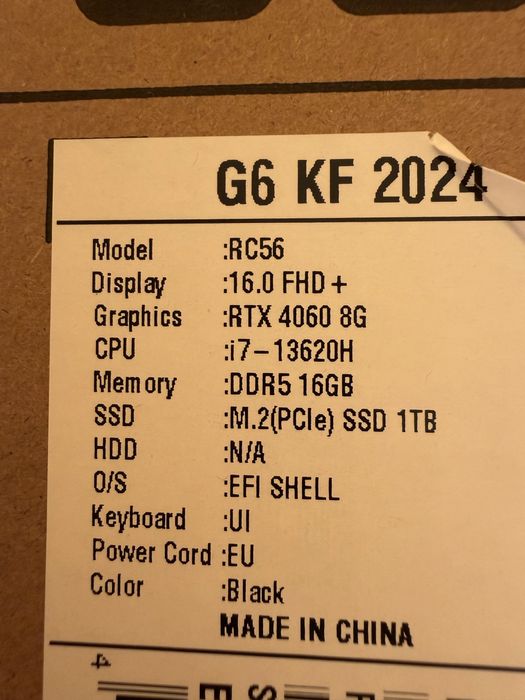 G6 KF 2024
Model :RC56
Display :16.0 FHD+
Graphics :RTX 4060 8G
CPU :i7-13620H
Memory :DDR5 16GB
SSD :M.2(PCIe) SSD 1TB
HDD :N/A
O/S :EFI SHELL
Keyboard :UI
Power Cord :EU
Color :Black
MADE IN CHINA